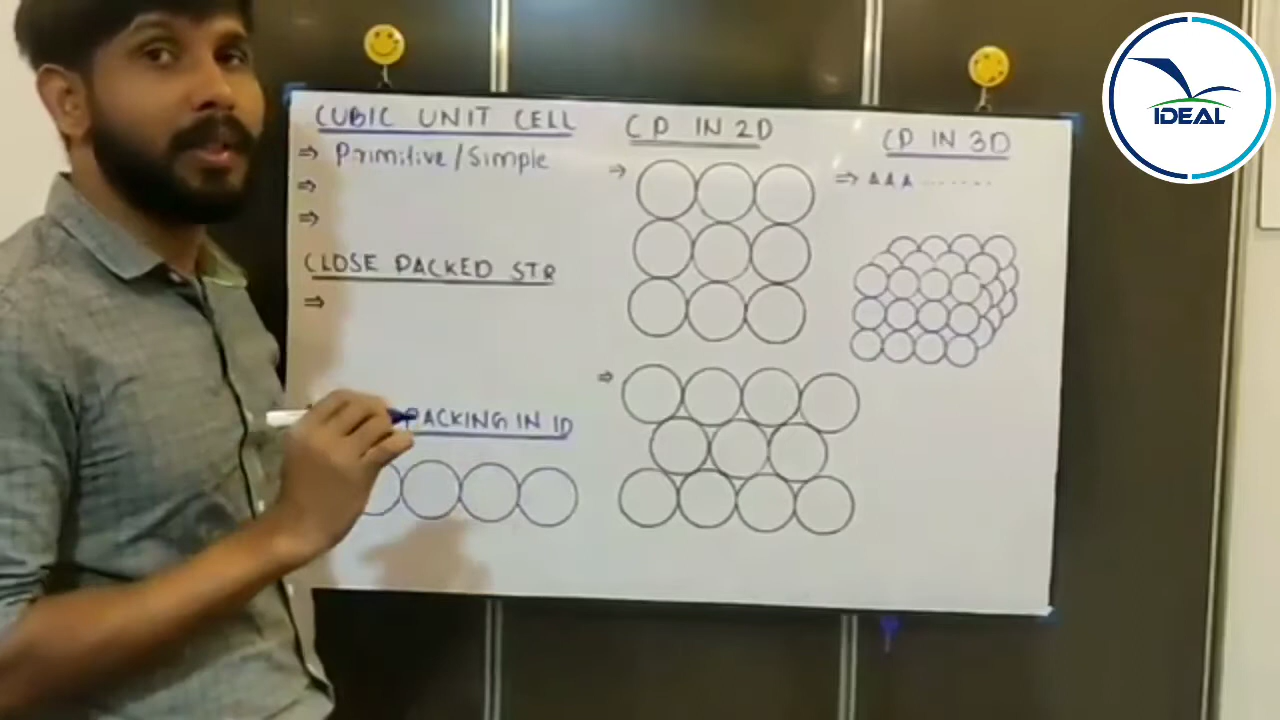 CUBIC UNIT CELL
⇒ Primitive/Simple
⇒
⇒
CLOSE PACKED STR
⇒
PACKING IN 1D
CP IN 2D
⇒
⇒
CP IN 3D
⇒ AAA.......
IDEAL